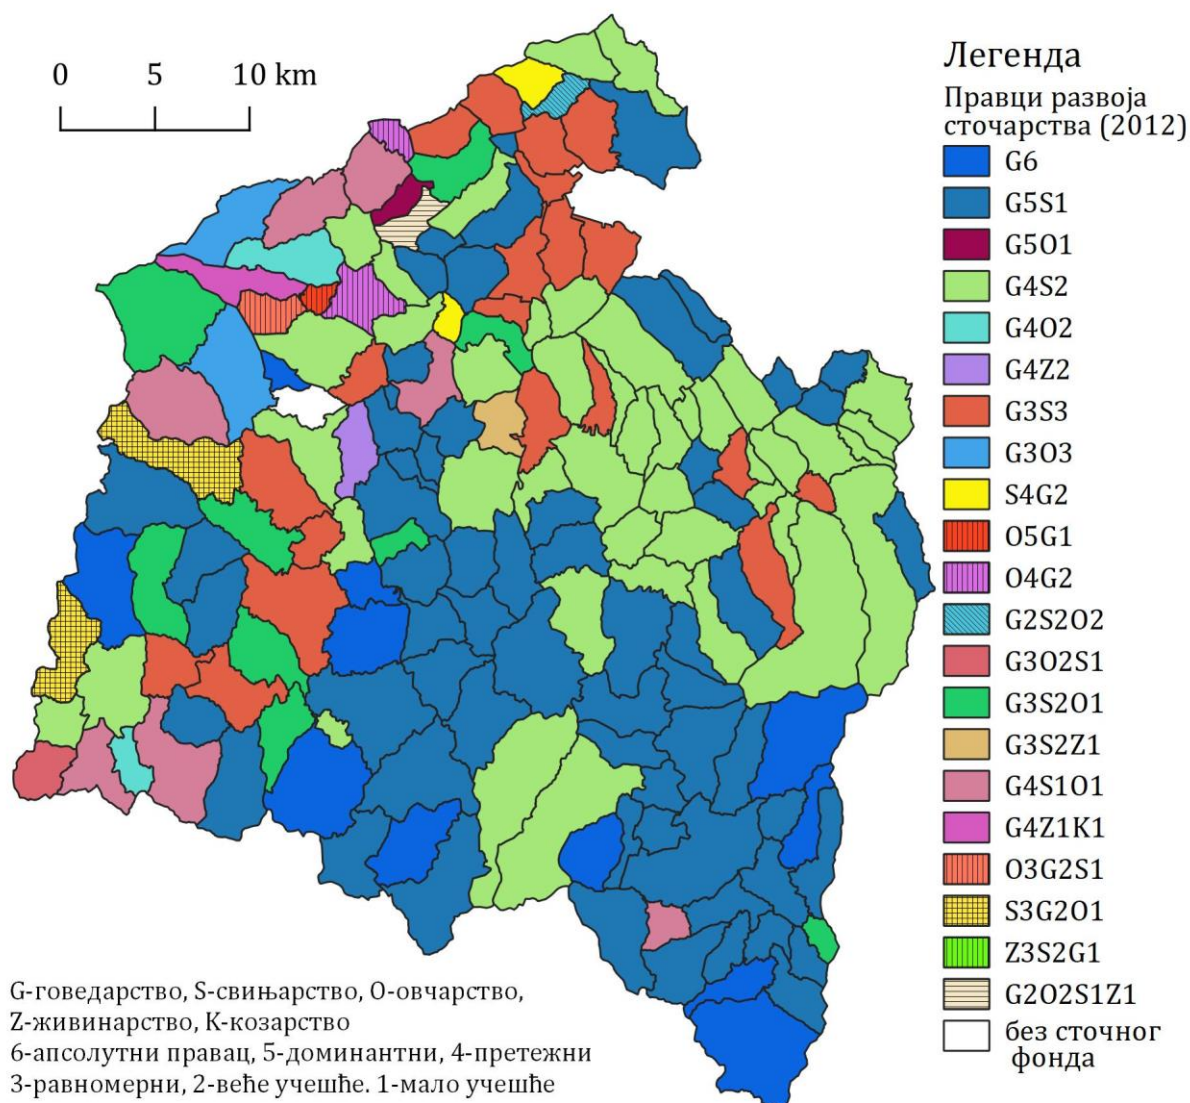 0 5 10 km
Легенда
Правци развоја
сточарства (2012)
G6
G5S1
G5O1
G4S2
G4O2
G4Z2
G3S3
G3O3
S4G2
O5G1
O4G2
G2S2O2
G3O2S1
G3S2O1
G3S2Z1
G4S1O1
G4Z1K1
O3G2S1
S3G2O1
Z3S2G1
G2O2S1Z1
без сточног
фонда
G-говедарство, S-свињарство, O-овчарство,
Z-живинарство, K-козарство
6-апсолутни правац, 5-доминантни, 4-претежни
3-равномерни, 2-веће учешће. 1-мало учешће